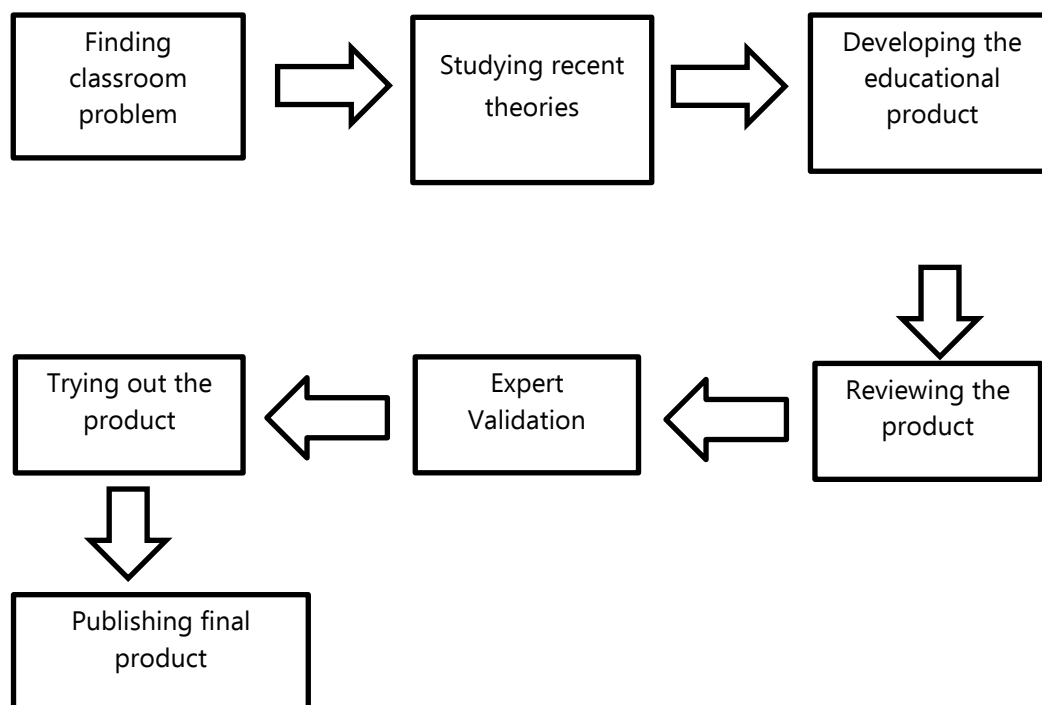 Finding
classroom
problem
Studying recent
theories
Developing the
educational
product
Reviewing the
product
Expert
Validation
Trying out the
product
Publishing final
product